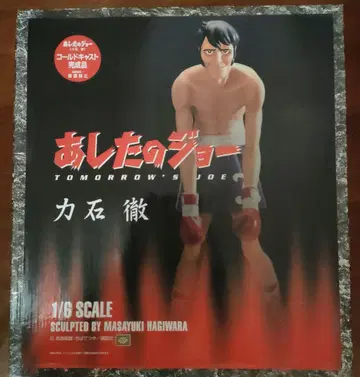 あしたのジョー
コールドキャスト
完成品
あしたのジョー
TOMORROW'S JOE
力石 徹
1/6 SCALE
SCULPTED BY MASAYUKI HAGIWARA